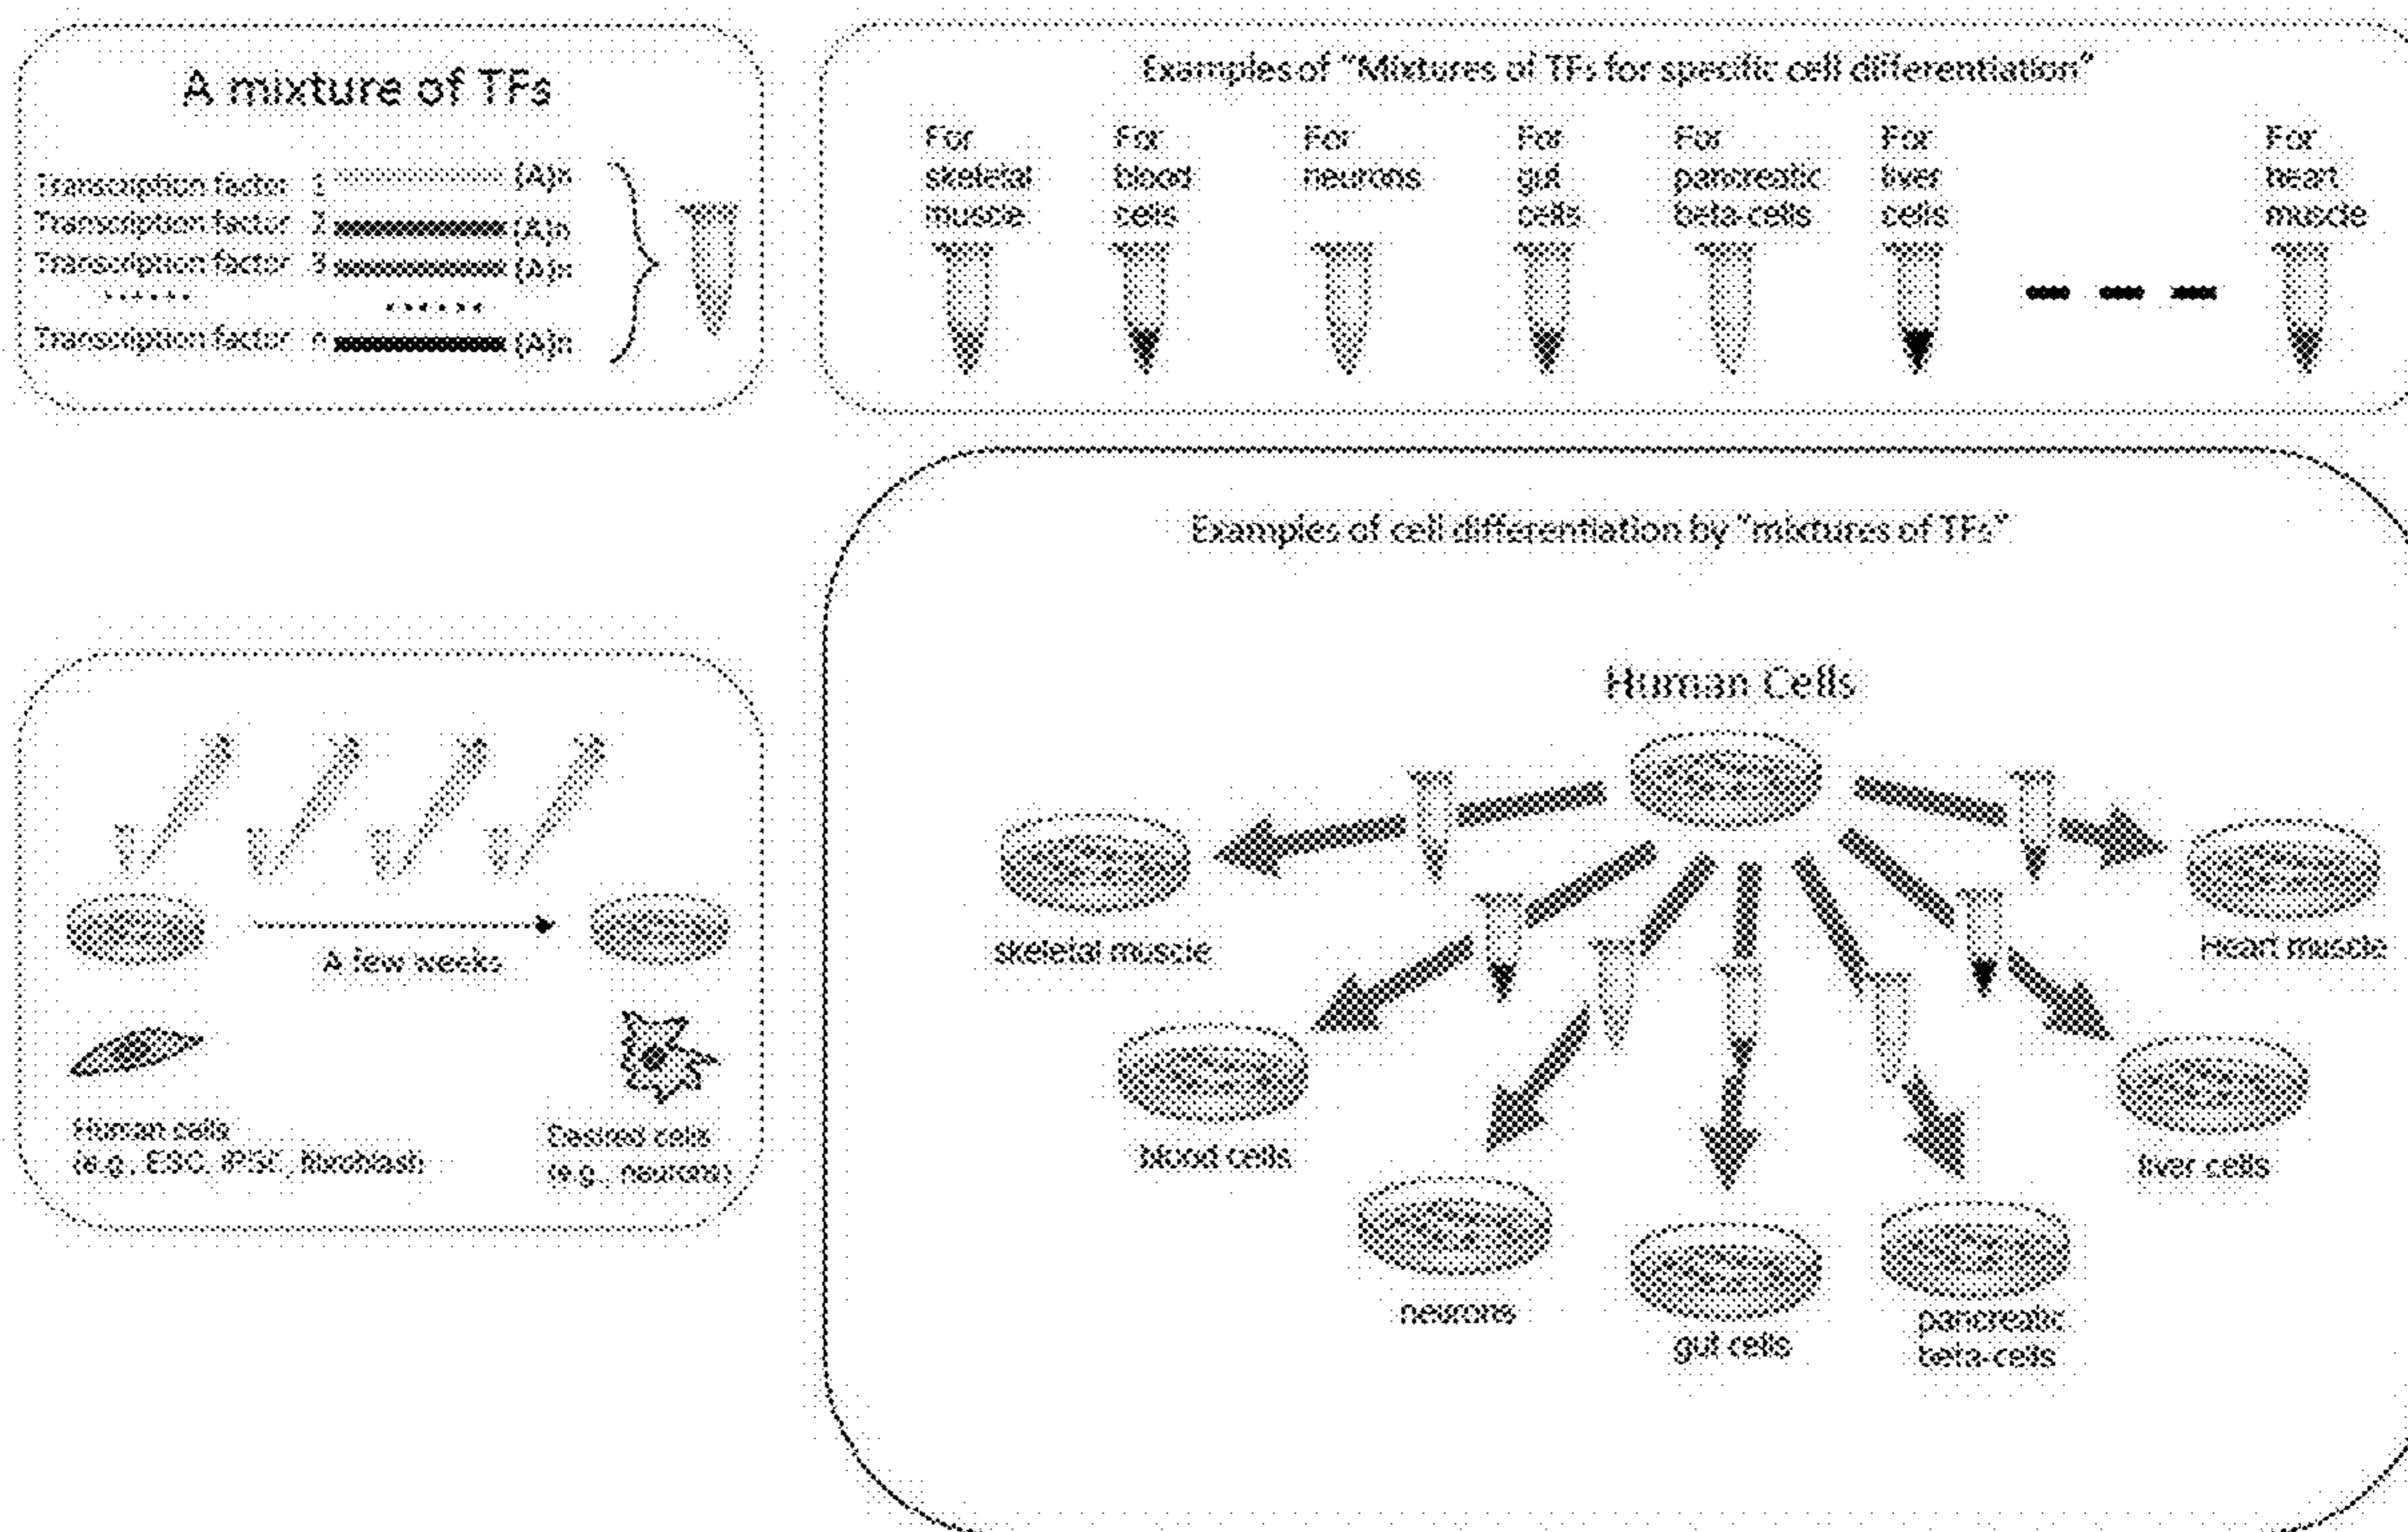 A mixture of TFs
Transcription factor 1 (A)n
Transcription factor 2 (A)n
Transcription factor 3 (A)n
......
......
Transcription factor n (A)n
Examples of "Mixtures of TFs for specific cell differentiation"
For skeletal muscle
For blood cells
For neurons
For gut cells
For pancreatic beta-cells
For liver cells
For heart muscle
A few weeks
Human cells
(e.g., ESC, iPSC, fibroblast)
Desired cells
(e.g., neurons)
Examples of cell differentiation by "mixtures of TFs"
Human Cells
skeletal muscle
blood cells
neurons
gut cells
pancreatic
beta-cells
liver cells
Heart muscle